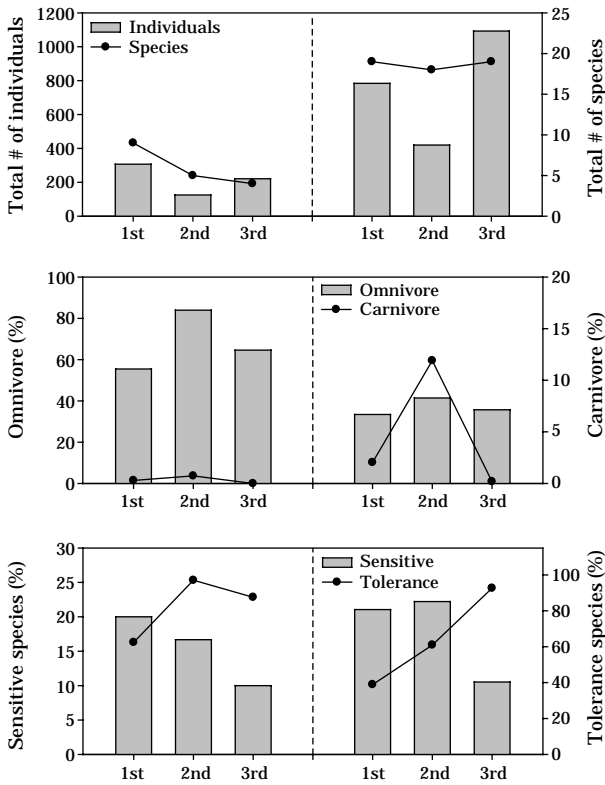 Total # of individuals
1200
1000
800
600
400
200
0
Individuals
Species
25
20
15
10
5
0
Total # of species
1st 2nd 3rd 1st 2nd 3rd
Omnivore (%)
100
80
60
40
20
0
Omnivore
Carnivore
20
15
10
5
0
Carnivore (%)
1st 2nd 3rd 1st 2nd 3rd
Sensitive species (%)
30
25
20
15
10
5
0
Sensitive
Tolerance
100
80
60
40
20
0
Tolerance species (%)
1st 2nd 3rd 1st 2nd 3rd